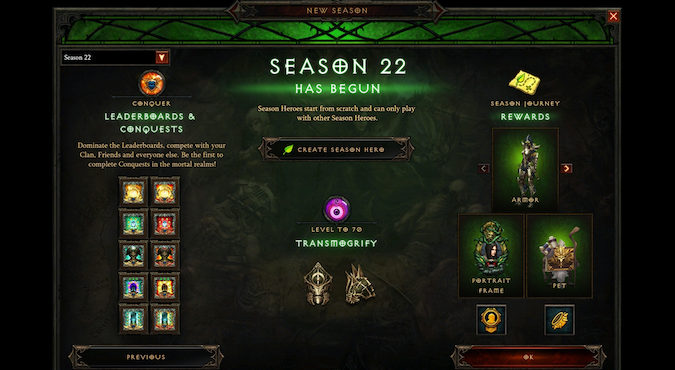 NEW SEASON
Season 22
SEASON 22
HAS BEGUN
Season Heroes start from scratch and can only play
with other Season Heroes.
CREATE SEASON HERO
CONQUER
LEADERBOARDS &
CONQUESTS
Dominate the Leaderboards, compete with your
Clan, Friends and everyone else. Be the first to
complete Conquests in the mortal realms!
LEVEL TO 70
TRANSMOGRIFY
SEASON JOURNEY
REWARDS
ARMOR
PORTRAIT
FRAME
PET
PREVIOUS
OK